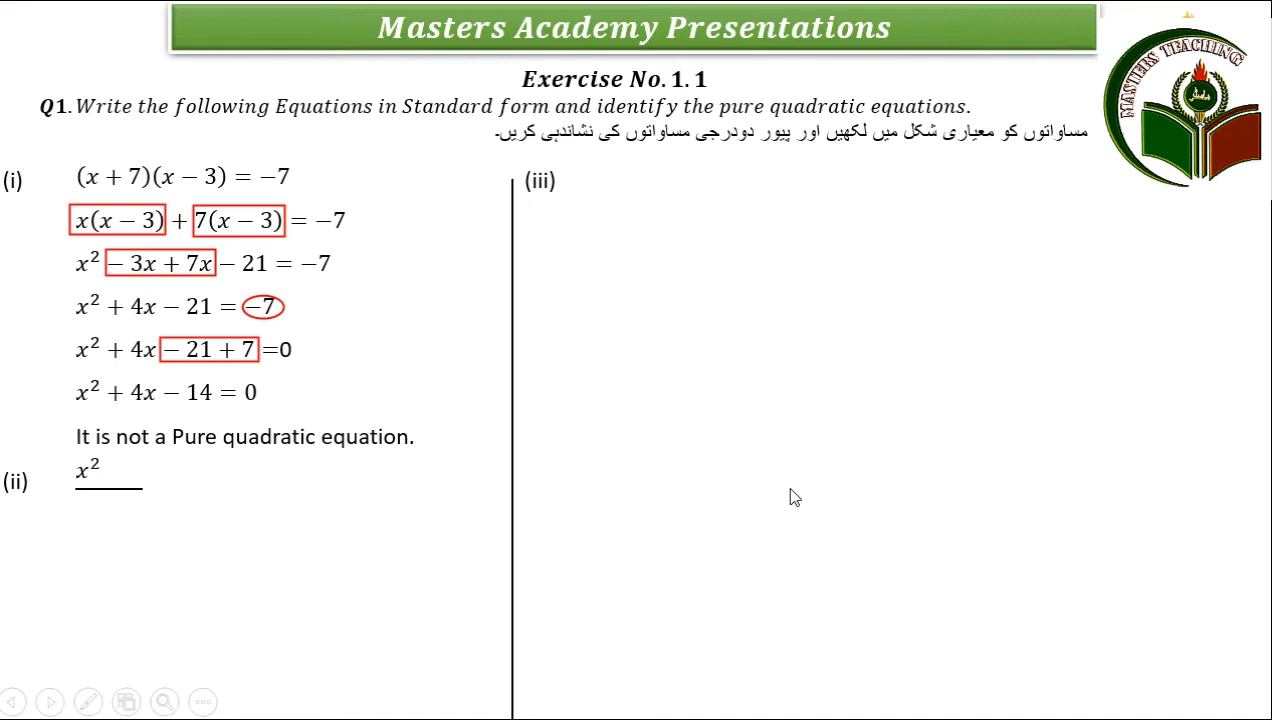 Masters Academy Presentations
MASTERS TEACHING
Exercise No. 1. 1
Q1. Write the following Equations in Standard form and identify the pure quadratic equations.
مساواتوں کو معیاری شکل میں لکھیں اور پیور دودرجی مساواتوں کی نشاندہی کریں۔
(i) (x + 7)(x − 3) = −7
x(x − 3) + 7(x − 3) = −7
x² − 3x + 7x − 21 = −7
x² + 4x − 21 = −7
x² + 4x − 21 + 7 =0
x² + 4x − 14 = 0
It is not a Pure quadratic equation.
(ii) x²
(iii)